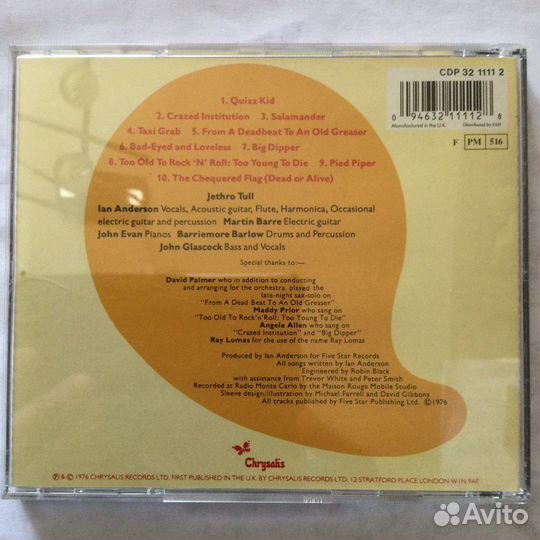 CDP 32 1111 2
0 94632 11112 8
Manufactured in the U.K. Distributed by EMI
F PM 516
1. Quizz Kid
2. Crazed Institution 3. Salamander
4. Taxi Grab 5. From A Deadbeat To An Old Greaser
6. Bad-Eyed and Loveless 7. Big Dipper
8. Too Old To Rock 'N' Roll: Too Young To Die 9. Pied Piper
10. The Chequered Flag (Dead or Alive)
Jethro Tull
Ian Anderson Vocals, Acoustic guitar, Flute, Harmonica, Occasional
electric guitar and percussion Martin Barre Electric guitar
John Evan Pianos Barriemore Barlow Drums and Percussion
John Glascock Bass and Vocals
Special thanks to:—
David Palmer who in addition to conducting
and arranging for the orchestra, played the
late-night sax-solo on
"From A Dead Beat To An Old Greaser"
Maddy Prior who sang on
"Too Old To Rock'n'Roll: Too Young To Die"
Angela Allen who sang on
"Crazed Institution" and "Big Dipper"
Ray Lomas for the use of the name Ray Lomas
Produced by Ian Anderson for Five Star Records
All songs written by Ian Anderson
Engineered by Robin Black
with assistance from Trevor White and Peter Smith
Recorded at Radio Monte Carlo by the Maison Rouge Mobile Studio
Sleeve design/illustration by Michael Farrell and David Gibbons
All tracks published by Five Star Publishing Ltd. ©1976
Chrysalis
℗ & © 1976 CHRYSALIS RECORDS LTD. FIRST PUBLISHED IN THE U.K. BY CHRYSALIS RECORDS LTD. 12 STRATFORD PLACE LONDON W1N 9AF
Avito